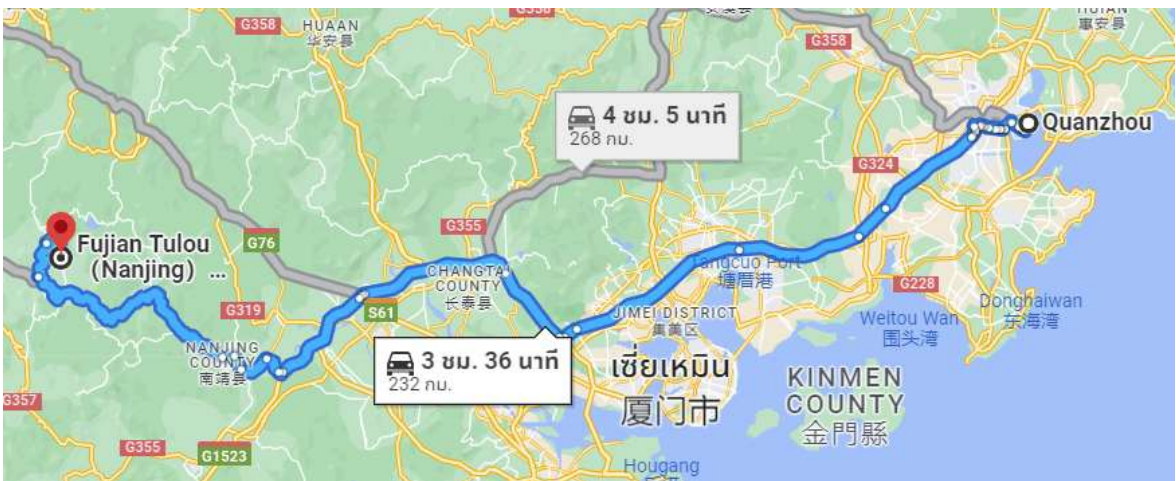 G358
HUAAN
华安县
G358
G358
惠安县
4 ชม. 5 นาที
268 กม.
Quanzhou
G324
Fujian Tulou
(Nanjing) ...
G76
G355
CHANGTAI
COUNTY
长泰县
Tangcuo Port
塘厝港
G228
Donghaiwan
东海湾
G319
S61
JIMEI DISTRICT
集美区
Weitou Wan
围头湾
NANJING
COUNTY
南靖县
3 ชม. 36 นาที
232 กม.
เซี่ยเหมิน
厦门市
KINMEN
COUNTY
金門縣
G357
G355
G1523
Hougang